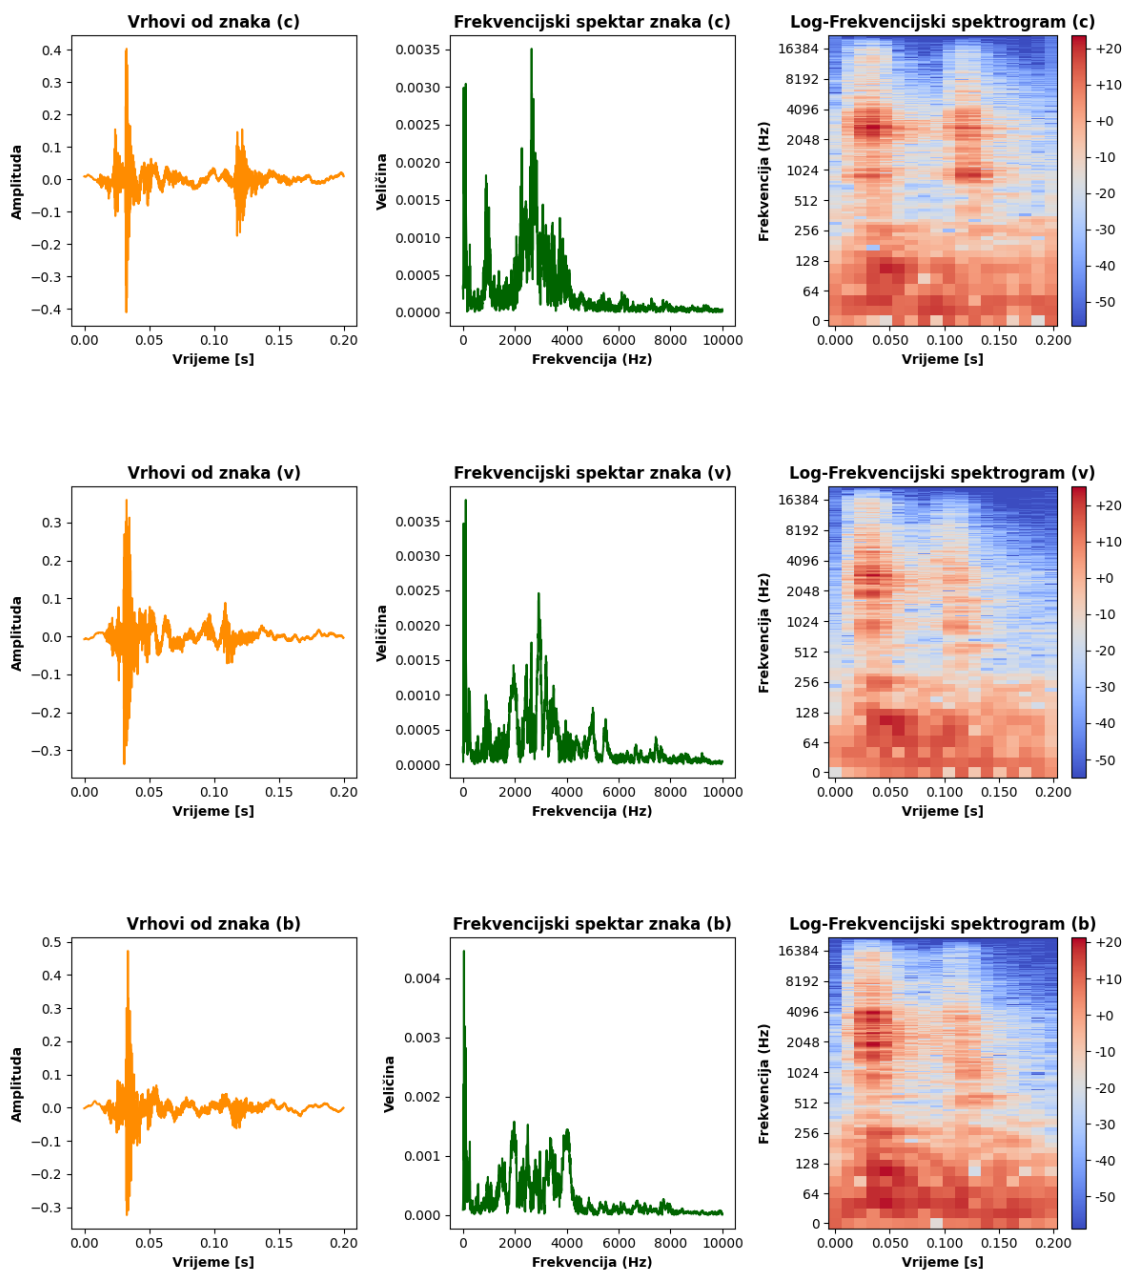 Vrhovi od znaka (c)
Amplituda
0.4
0.3
0.2
0.1
0.0
−0.1
−0.2
−0.3
−0.4
0.00 0.05 0.10 0.15 0.20
Vrijeme [s]
Frekvencijski spektar znaka (c)
Veličina
0.0035
0.0030
0.0025
0.0020
0.0015
0.0010
0.0005
0.0000
0 2000 4000 6000 8000 10000
Frekvencija (Hz)
Log-Frekvencijski spektrogram (c)
Frekvencija (Hz)
16384
8192
4096
2048
1024
512
256
128
64
0
0.000 0.050 0.100 0.150 0.200
Vrijeme [s]
+20
+10
+0
-10
-20
-30
-40
-50
Vrhovi od znaka (v)
Amplituda
0.3
0.2
0.1
0.0
−0.1
−0.2
−0.3
0.00 0.05 0.10 0.15 0.20
Vrijeme [s]
Frekvencijski spektar znaka (v)
Veličina
0.0035
0.0030
0.0025
0.0020
0.0015
0.0010
0.0005
0.0000
0 2000 4000 6000 8000 10000
Frekvencija (Hz)
Log-Frekvencijski spektrogram (v)
Frekvencija (Hz)
16384
8192
4096
2048
1024
512
256
128
64
0
0.000 0.050 0.100 0.150 0.200
Vrijeme [s]
+20
+10
+0
-10
-20
-30
-40
-50
Vrhovi od znaka (b)
Amplituda
0.5
0.4
0.3
0.2
0.1
0.0
−0.1
−0.2
−0.3
0.00 0.05 0.10 0.15 0.20
Vrijeme [s]
Frekvencijski spektar znaka (b)
Veličina
0.004
0.003
0.002
0.001
0.000
0 2000 4000 6000 8000 10000
Frekvencija (Hz)
Log-Frekvencijski spektrogram (b)
Frekvencija (Hz)
16384
8192
4096
2048
1024
512
256
128
64
0
0.000 0.050 0.100 0.150 0.200
Vrijeme [s]
+20
+10
+0
-10
-20
-30
-40
-50